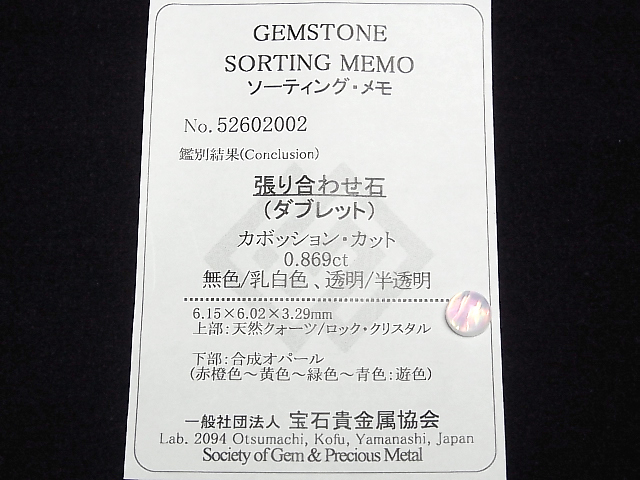 GEMSTONE
SORTING MEMO
ソーティング・メモ
No. 52602002
鑑別結果(Conclusion)
張り合わせ石
(ダブレット)
カボッション・カット
0.869ct
無色/乳白色、透明/半透明
6.15×6.02×3.29mm
上部:天然クォーツ/ロック・クリスタル
下部:合成オパール
(赤橙色～黄色～緑色～青色:遊色)
一般社団法人 宝石貴金属協会
Lab. 2094 Otsumachi, Kofu, Yamanashi, Japan
Society of Gem & Precious Metal